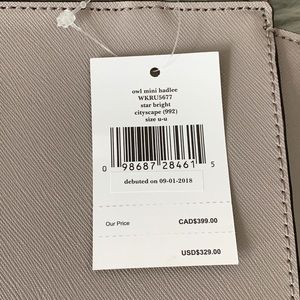 owl mini hadlee
WKRU5677
star bright
cityscape (992)
size u-u
0 98687 28461 5
debuted on 09-01-2018
Our Price CAD$399.00
USD$329.00